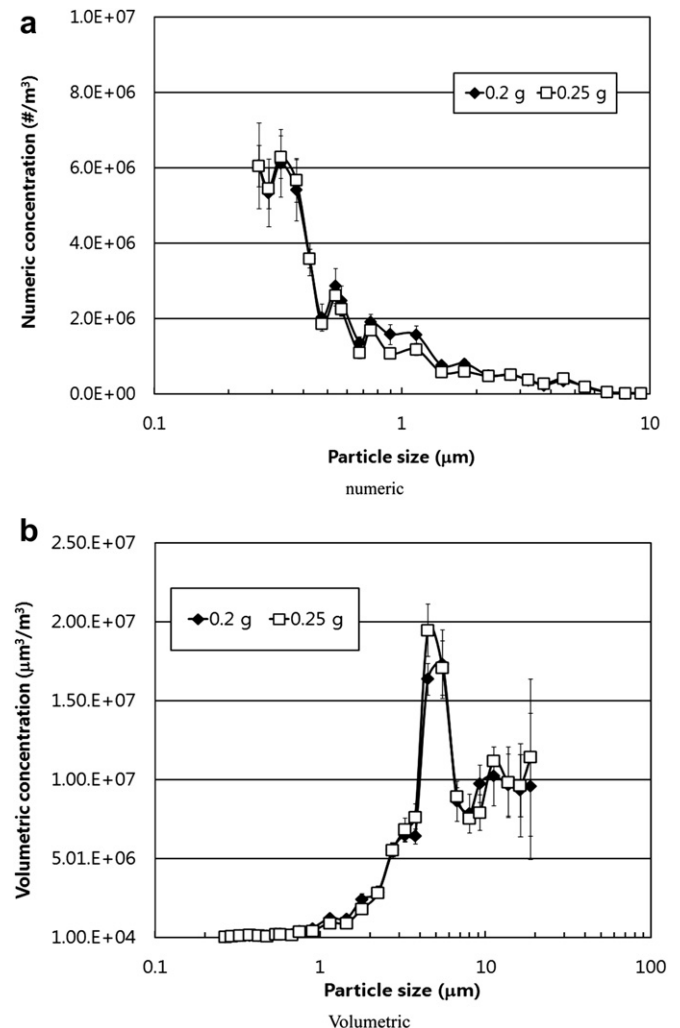 a
1.0E+07
8.0E+06
6.0E+06
4.0E+06
2.0E+06
0.0E+00
Numeric concentration (#/m³)
0.2 g 0.25 g
0.1 1 10
Particle size (μm)
numeric
b
2.50.E+07
2.00.E+07
1.50.E+07
1.00.E+07
5.01.E+06
1.00.E+04
Volumetric concentration (μm³/m³)
0.2 g 0.25 g
0.1 1 10 100
Particle size (μm)
Volumetric